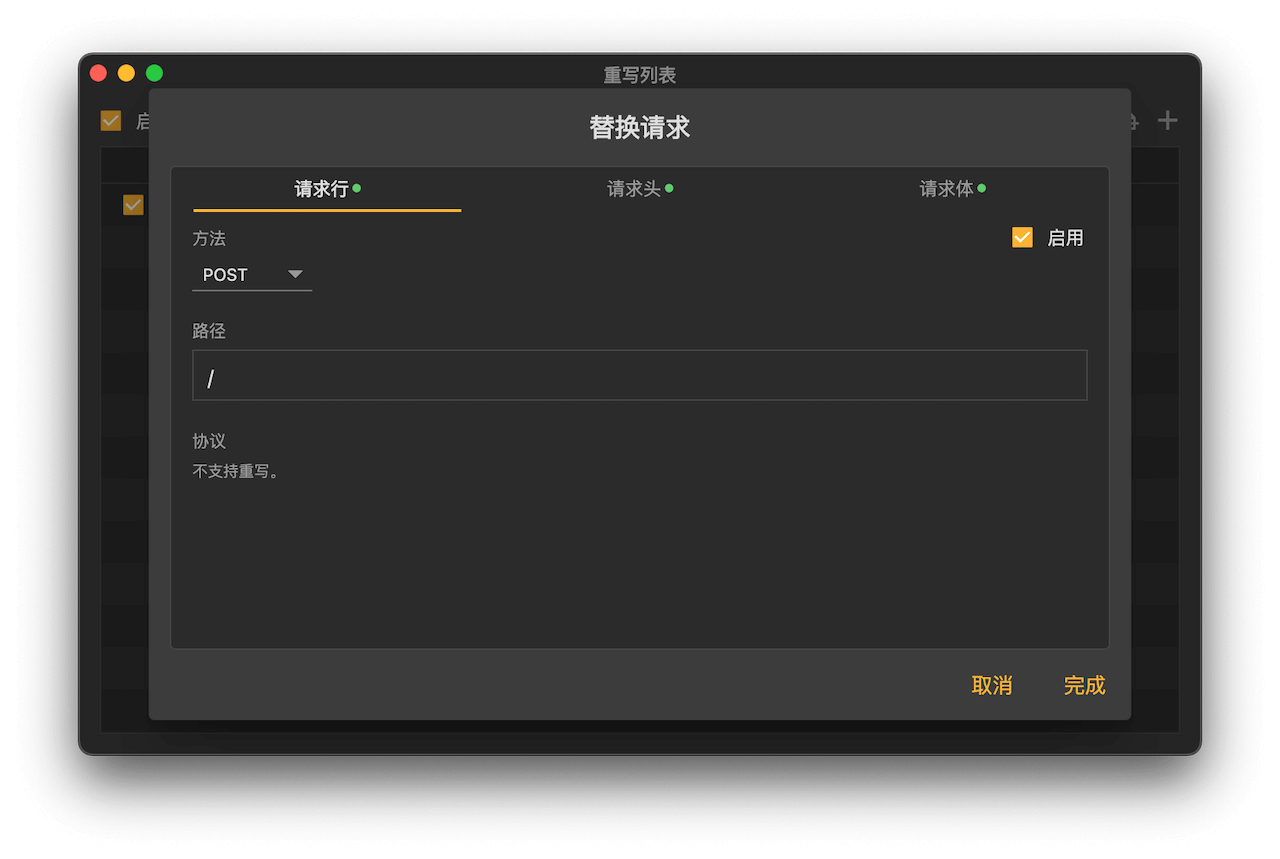 重写列表
启
替换请求
请求行 请求头 请求体
方法 启用
POST
路径
/
协议
不支持重写。
取消 完成